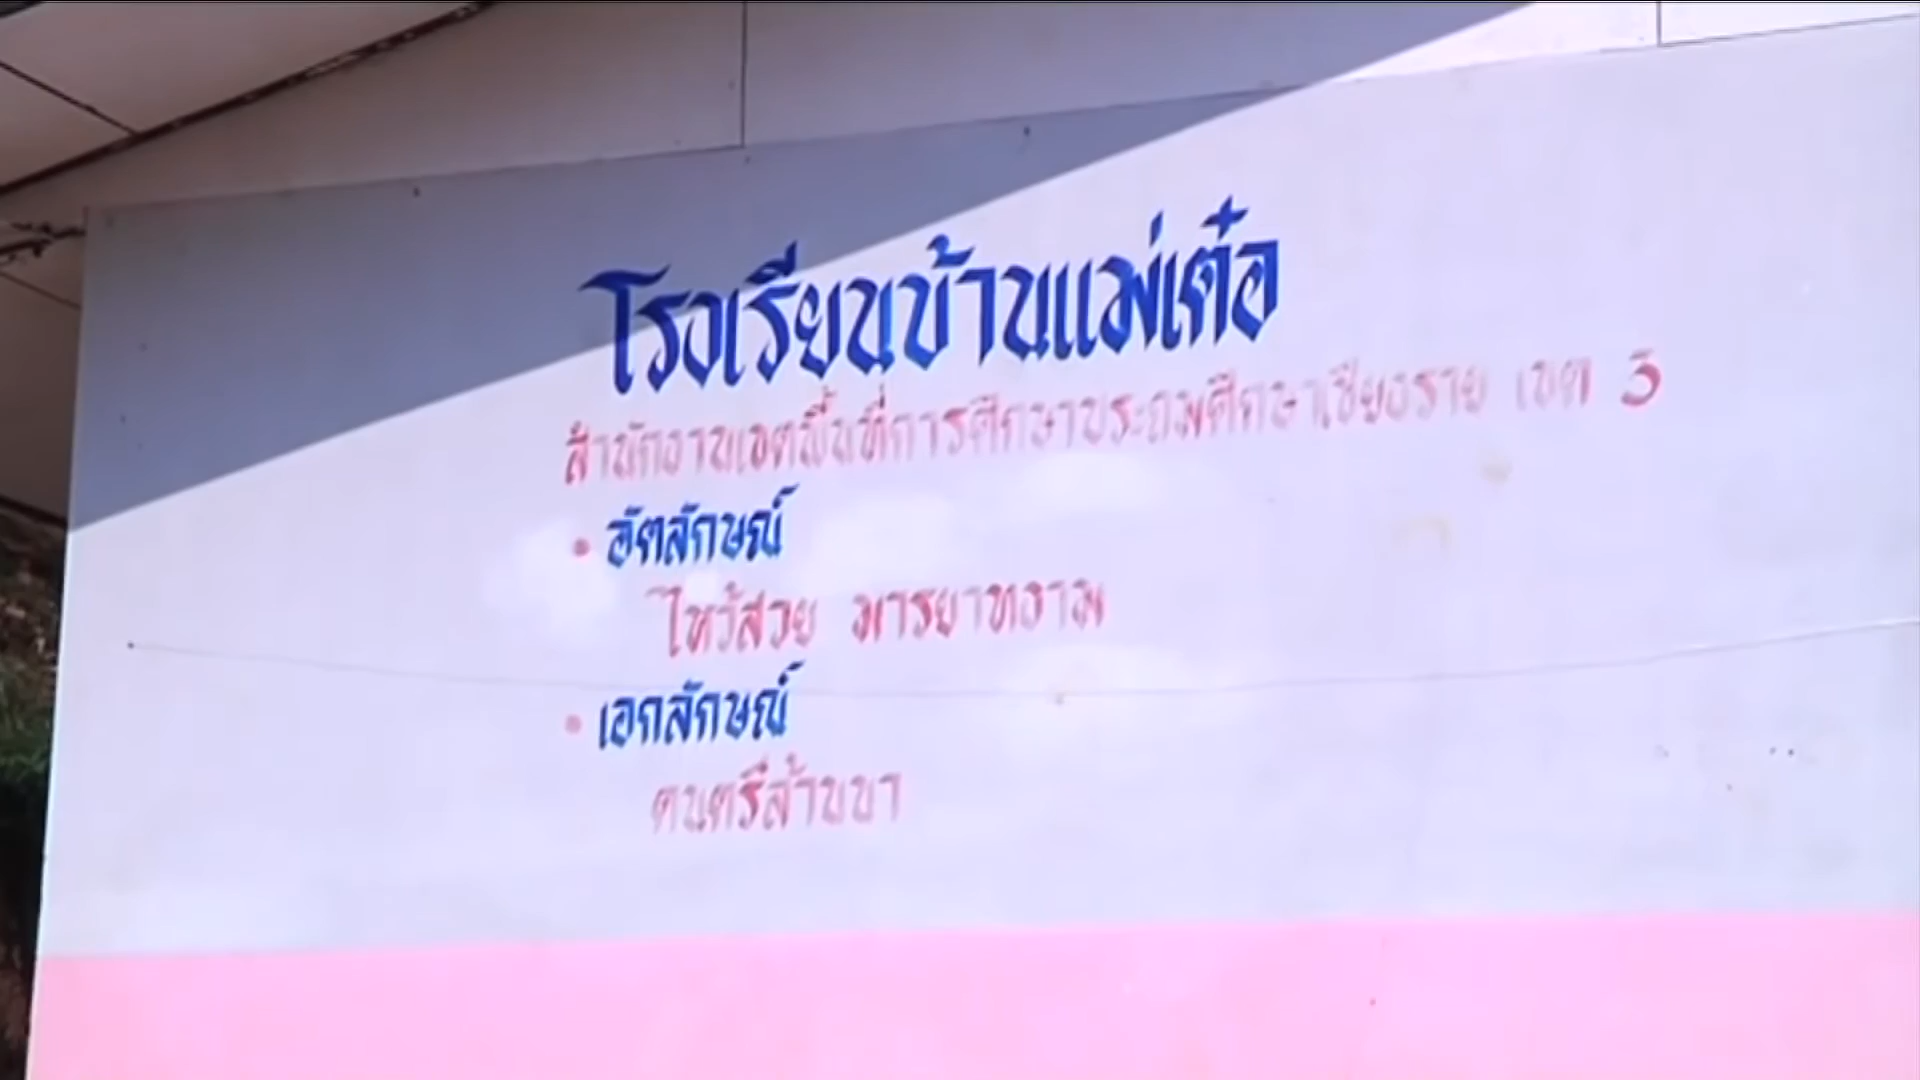 โรงเรียนบ้านแม่เต๋อ
สำนักงานเขตพื้นที่การศึกษาประถมศึกษาเชียงราย เขต 3
• อัตลักษณ์
ไหว้สวย มารยาทงาม
• เอกลักษณ์
ดนตรีล้านนา